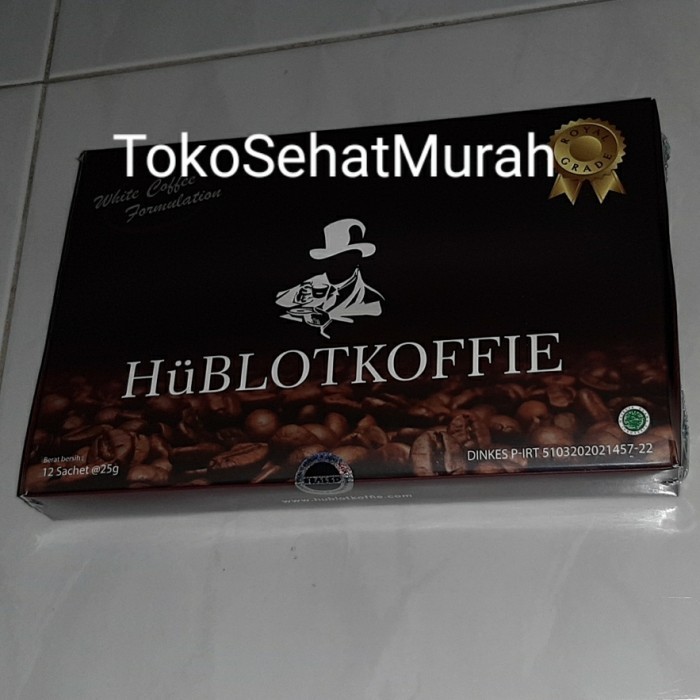 TokoSehatMurah
ROYAL
GRADE
White Coffee
Formulation
HüBLOTKOFFIE
Berat bersih :
12 Sachet @25g
DINKES P-IRT 5103202021457-22
www.hublotkoffie.com